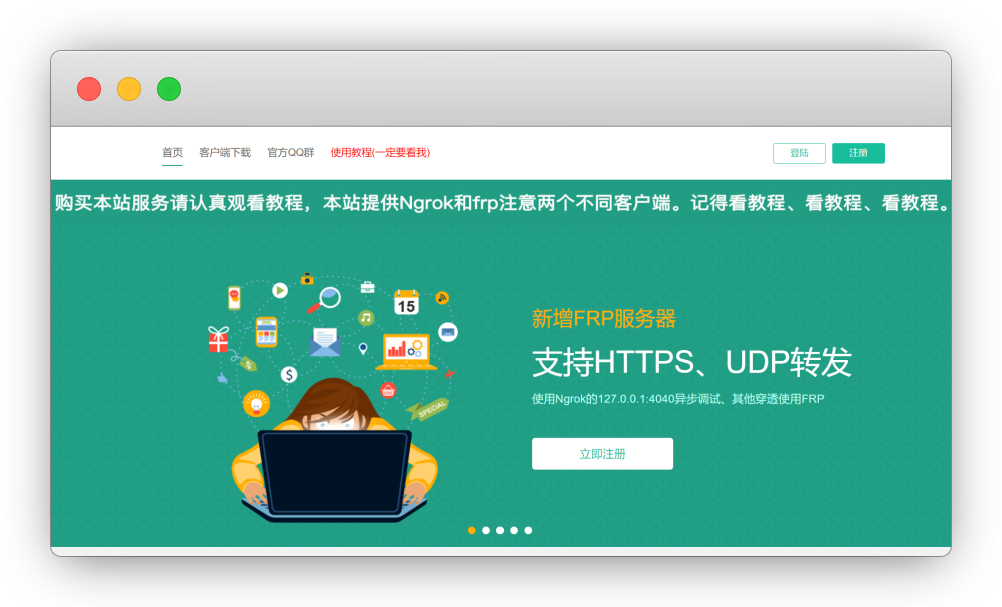 首页 客户端下载 官方QQ群 使用教程(一定要看我) 登陆 注册
购买本站服务请认真观看教程，本站提供Ngrok和frp注意两个不同客户端。记得看教程、看教程、看教程。
15
$
SPECIAL
新增FRP服务器
支持HTTPS、UDP转发
使用Ngrok的127.0.0.1:4040异步调试、其他穿透使用FRP
立即注册